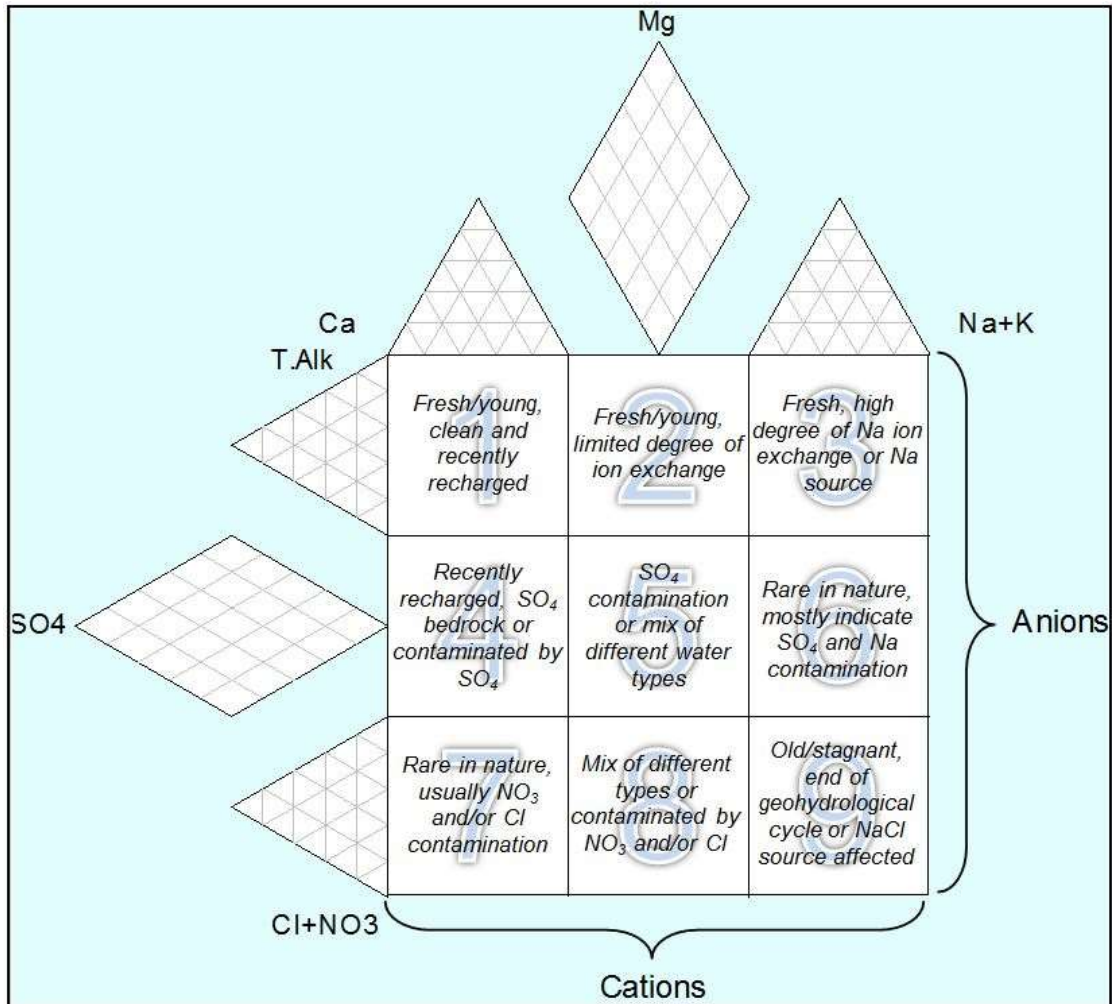 Mg
Ca
Na+K
T.Alk
1
Fresh/young,
clean and
recently
recharged
2
Fresh/young,
limited degree of
ion exchange
3
Fresh, high
degree of Na ion
exchange or Na
source
SO4
4
Recently
recharged, SO₄
bedrock or
contaminated by
SO₄
5
SO₄
contamination
or mix of
different water
types
6
Rare in nature,
mostly indicate
SO₄ and Na
contamination
Anions
7
Rare in nature,
usually NO₃
and/or Cl
contamination
8
Mix of different
types or
contaminated by
NO₃ and/or Cl
9
Old/stagnant,
end of
geohydrological
cycle or NaCl
source affected
Cl+NO3
Cations